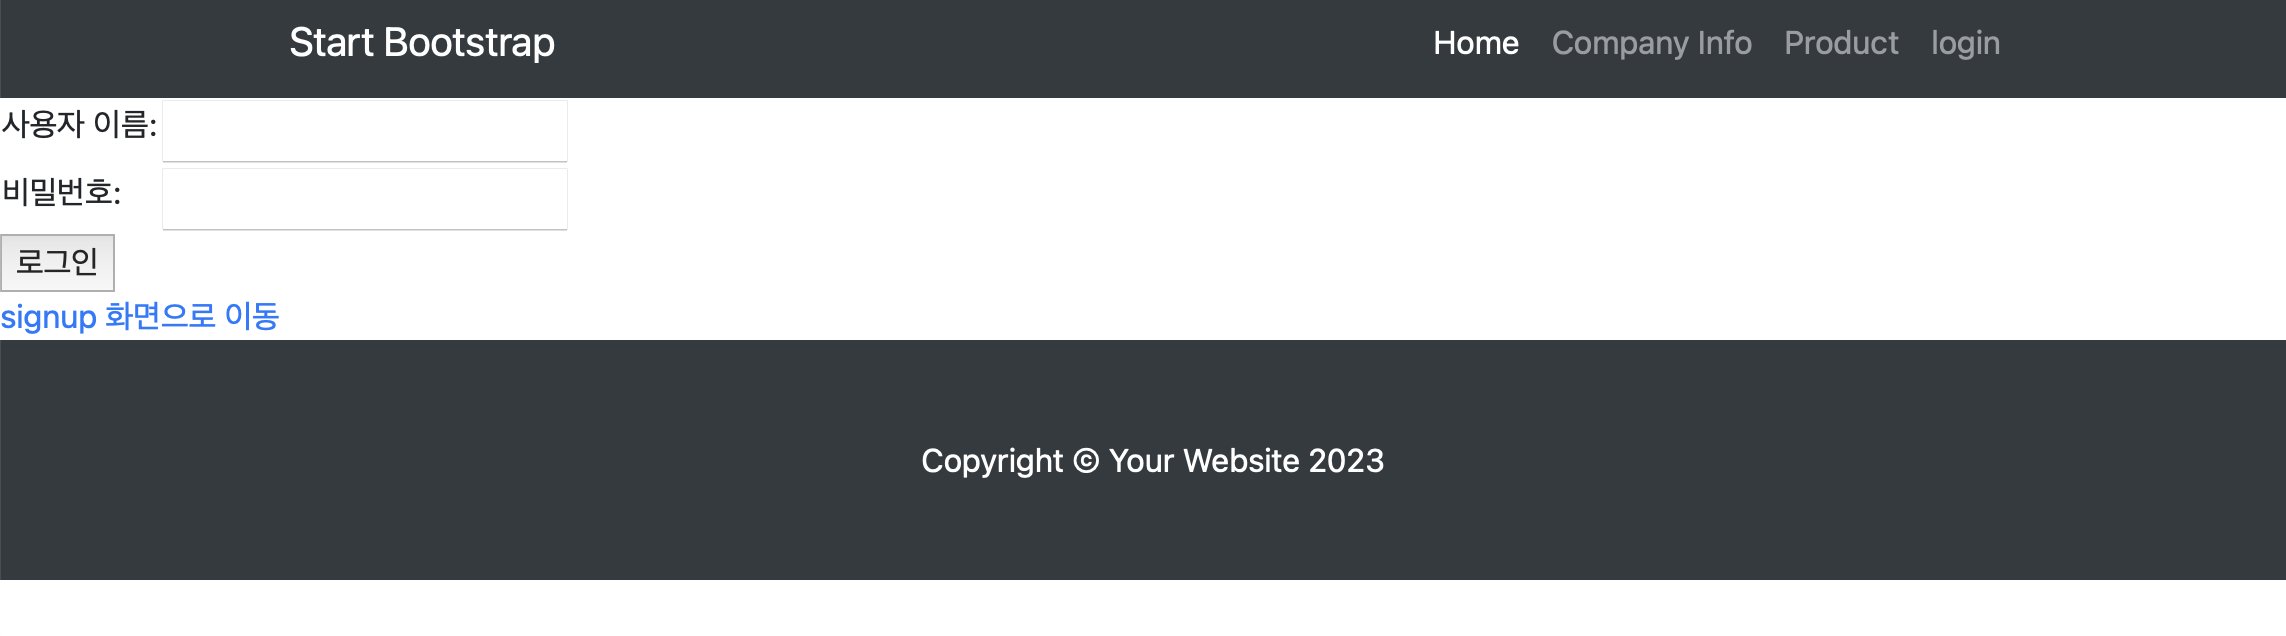 Start Bootstrap Home Company Info Product login
사용자 이름:
비밀번호:
로그인
signup 화면으로 이동
Copyright © Your Website 2023